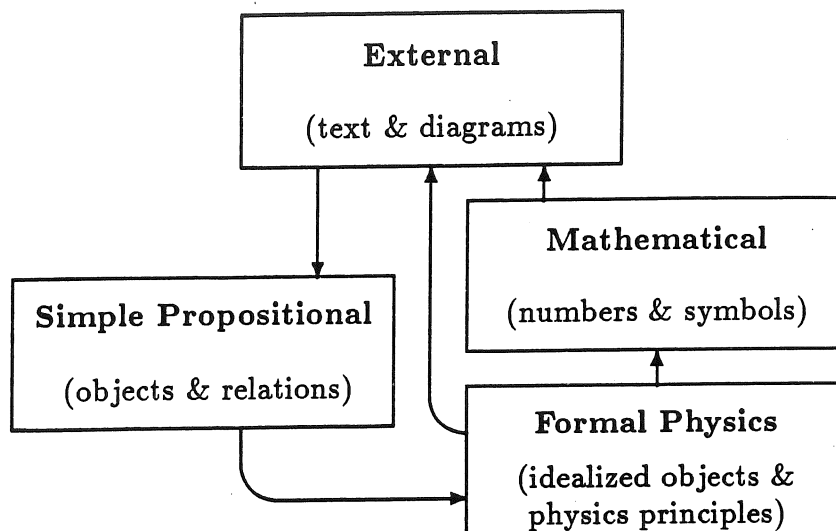 External
(text & diagrams)
Mathematical
(numbers & symbols)
Simple Propositional
(objects & relations)
Formal Physics
(idealized objects &
physics principles)